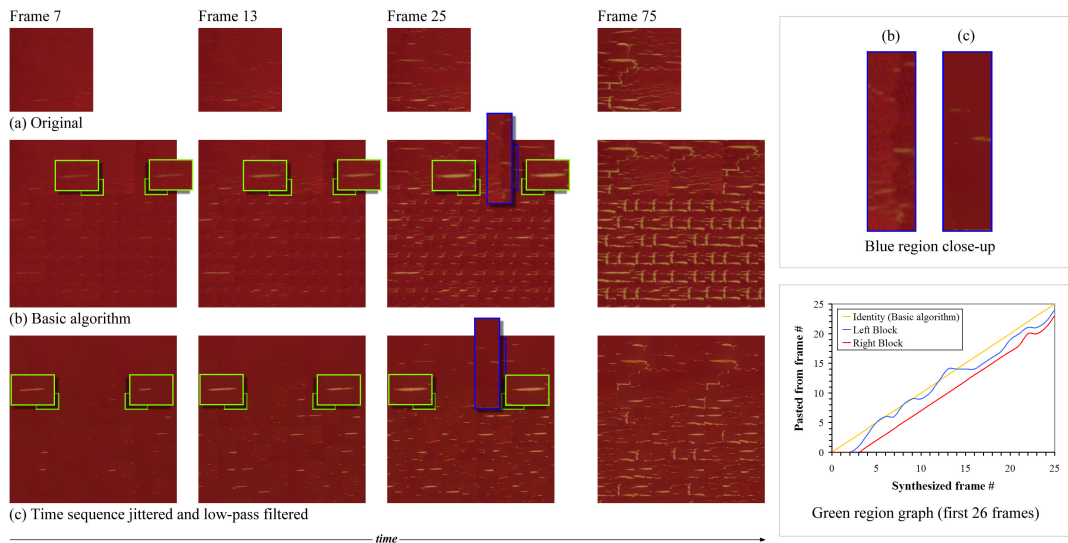 Frame 7
Frame 13
Frame 25
Frame 75
(a) Original
(b) Basic algorithm
(c) Time sequence jittered and low-pass filtered
time
(b)
(c)
Blue region close-up
25
20
15
10
5
0
Pasted from frame #
Identity (Basic algorithm)
Left Block
Right Block
0 5 10 15 20 25
Synthesized frame #
Green region graph (first 26 frames)